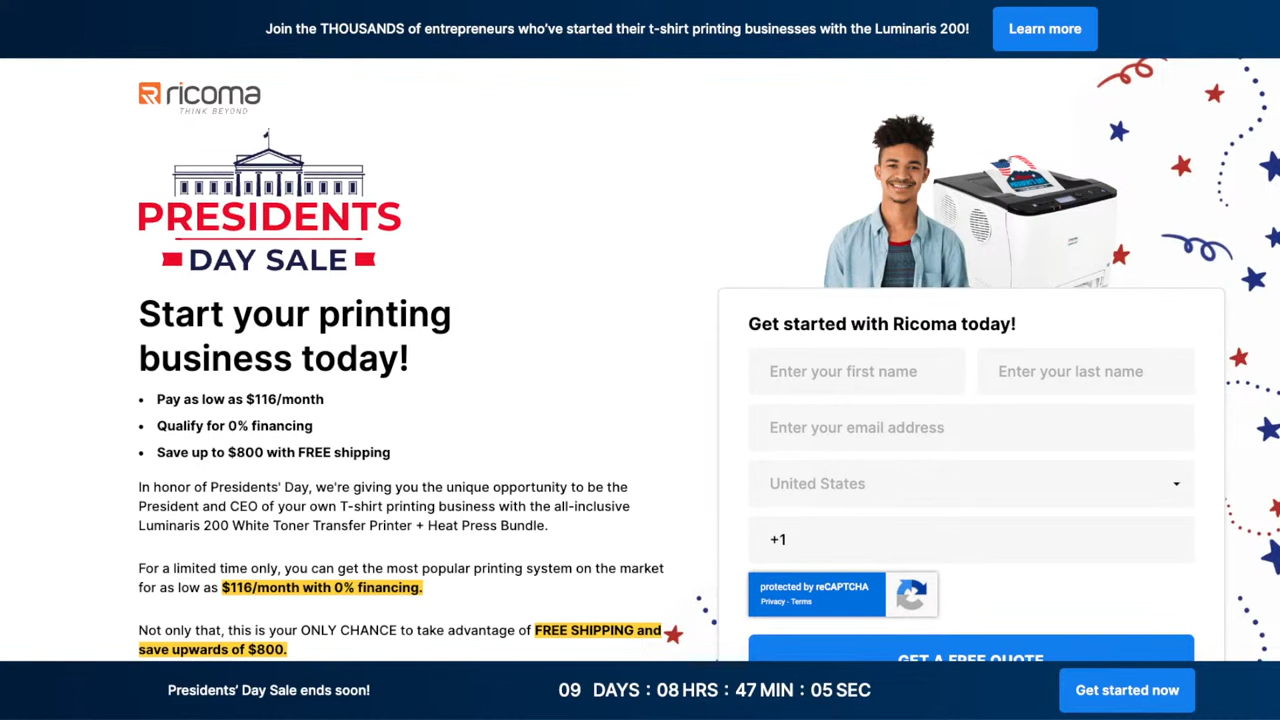 Join the THOUSANDS of entrepreneurs who've started their t-shirt printing businesses with the Luminaris 200!
Learn more
ricoma
THINK BEYOND
PRESIDENTS
DAY SALE
Start your printing
business today!
• Pay as low as $116/month
• Qualify for 0% financing
• Save up to $800 with FREE shipping
In honor of Presidents' Day, we're giving you the unique opportunity to be the
President and CEO of your own T-shirt printing business with the all-inclusive
Luminaris 200 White Toner Transfer Printer + Heat Press Bundle.
For a limited time only, you can get the most popular printing system on the market
for as low as $116/month with 0% financing.
Not only that, this is your ONLY CHANCE to take advantage of FREE SHIPPING and
save upwards of $800.
Get started with Ricoma today!
Enter your first name
Enter your last name
Enter your email address
United States
+1
protected by reCAPTCHA
Privacy - Terms
GET A FREE QUOTE
Presidents' Day Sale ends soon!
09 DAYS : 08 HRS : 47 MIN : 05 SEC
Get started now